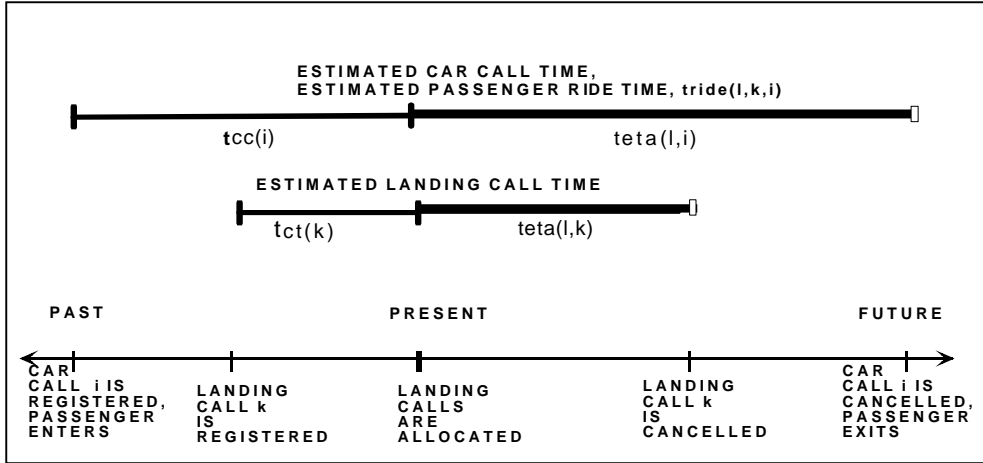 ESTIMATED CAR CALL TIME,
ESTIMATED PASSENGER RIDE TIME, tride(l,k,i)
tcc(i)
teta(l,i)
ESTIMATED LANDING CALL TIME
tct(k)
teta(l,k)
PAST
PRESENT
FUTURE
CAR
CALL i IS
REGISTERED,
PASSENGER
ENTERS
LANDING
CALL k
IS
REGISTERED
LANDING
CALLS
ARE
ALLOCATED
LANDING
CALL k
IS
CANCELLED
CAR
CALL i IS
CANCELLED,
PASSENGER
EXITS